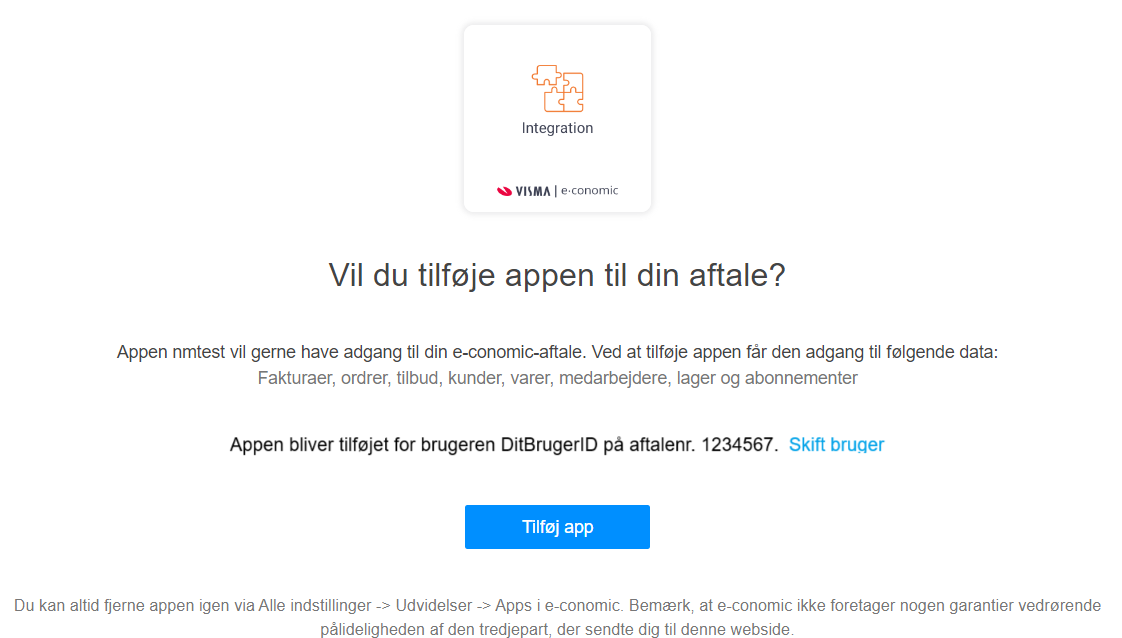 Integration
VISMA | e·conomic
Vil du tilføje appen til din aftale?
Appen nmtest vil gerne have adgang til din e-conomic-aftale. Ved at tilføje appen får den adgang til følgende data:
Fakturaer, ordrer, tilbud, kunder, varer, medarbejdere, lager og abonnementer
Appen bliver tilføjet for brugeren DitBrugerID på aftalenr. 1234567. Skift bruger
Tilføj app
Du kan altid fjerne appen igen via Alle indstillinger -> Udvidelser -> Apps i e-conomic. Bemærk, at e-conomic ikke foretager nogen garantier vedrørende
pålideligheden af den tredjepart, der sendte dig til denne webside.